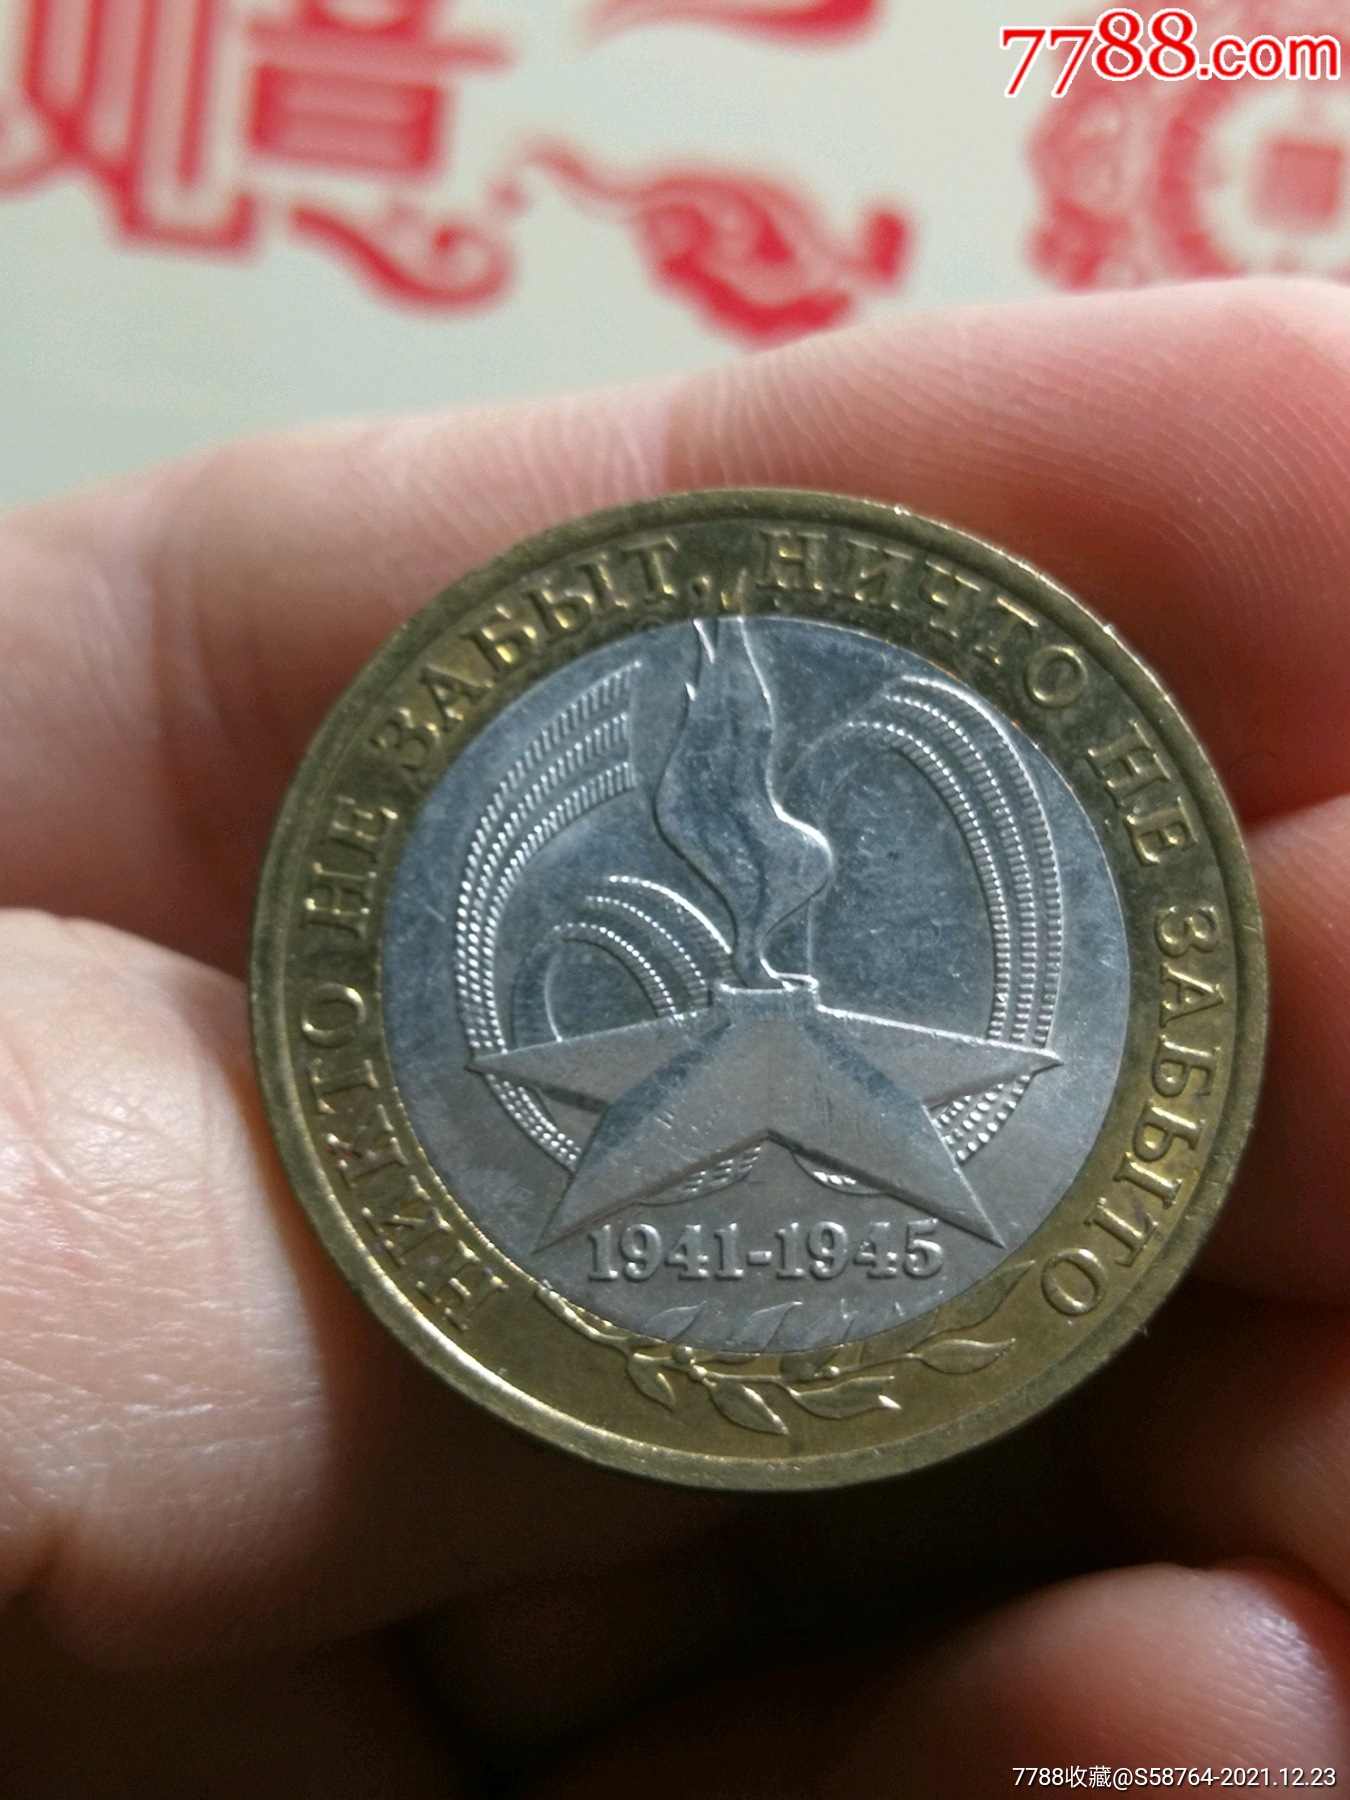 7788.com
НИКТО НЕ ЗАБЫТ, НИЧТО НЕ ЗАБЫТО
1941-1945
7788收藏@S58764-2021.12.23